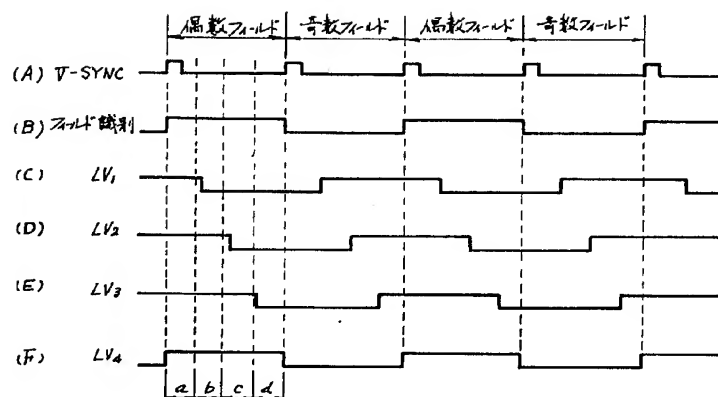 偶数フィールド 奇数フィールド 偶数フィールド 奇数フィールド
(A) V-SYNC
(B) フィールド識別
(C) LV1
(D) LV2
(E) LV3
(F) LV4
a b c d